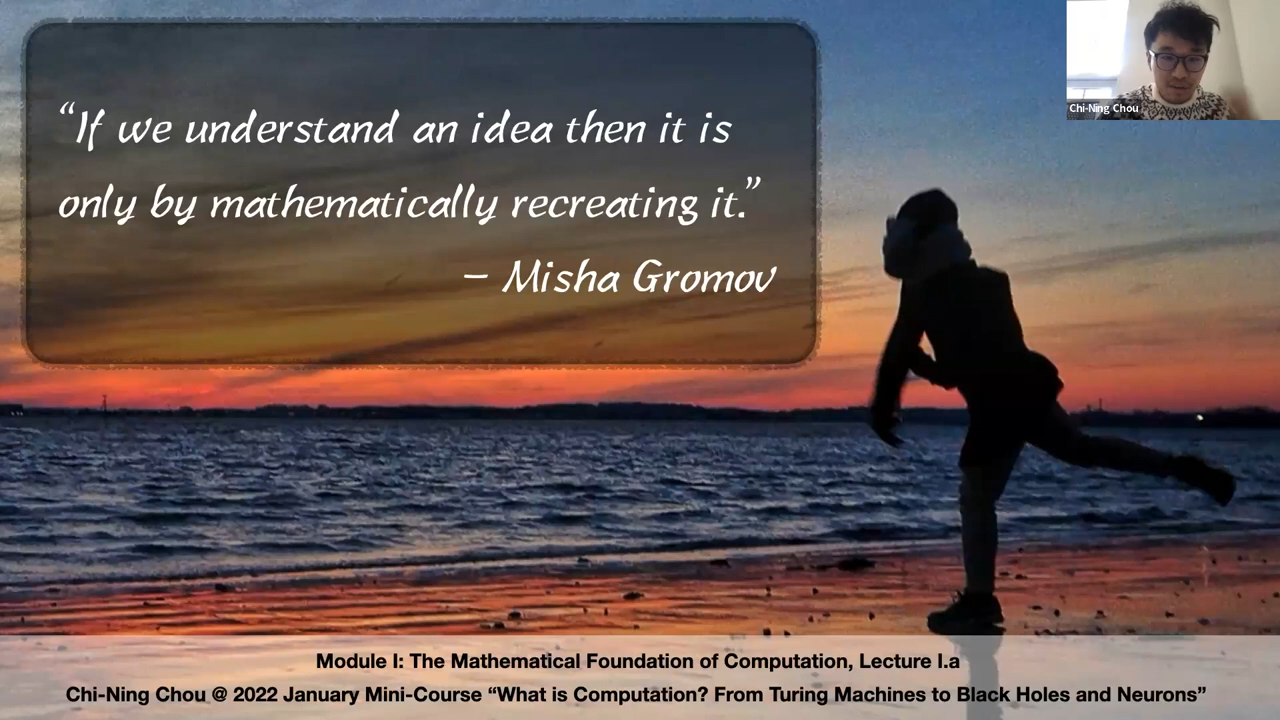 “If we understand an idea then it is
only by mathematically recreating it.”
– Misha Gromov
Chi-Ning Chou
Module I: The Mathematical Foundation of Computation, Lecture I.a
Chi-Ning Chou @ 2022 January Mini-Course “What is Computation? From Turing Machines to Black Holes and Neurons”